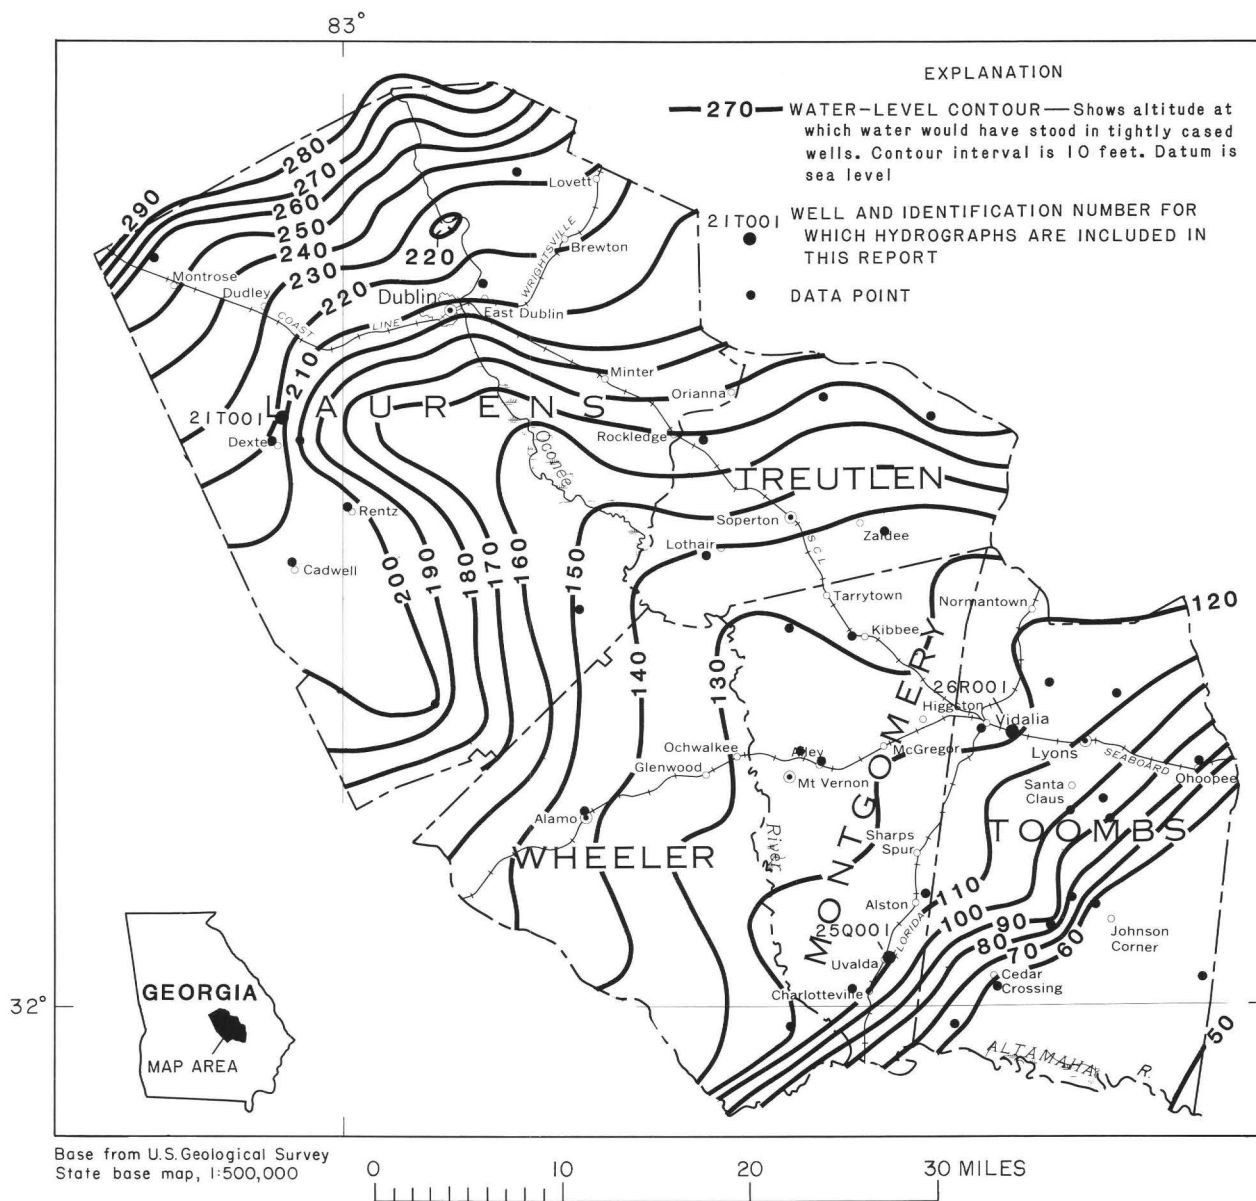 83°
EXPLANATION
270 WATER-LEVEL CONTOUR—Shows altitude at
which water would have stood in tightly cased
wells. Contour interval is 10 feet. Datum is
sea level
21T001 WELL AND IDENTIFICATION NUMBER FOR
WHICH HYDROGRAPHS ARE INCLUDED IN
THIS REPORT
DATA POINT
290
280
270
260
250
240
230
220
210
220
Lovett
WRIGHTSVILLE
Brewton
Montrose
Dudley
COAST
LINE
Dublin
East Dublin
Minter
Orianna
21T001
LAURENS
Dexter
Rockledge
Oconee
TREUTLEN
Rentz
Soperton
Zaidee
Lothair
S.C.L.
Cadwell
200
190
180
170
160
150
140
130
120
Tarrytown
Normantown
Kibbee
26R001
Higgston
Vidalia
MONTGOMERY
Ochwalkee
Ailey
McGregor
Lyons
SEABOARD
Glenwood
Mt Vernon
Ohoopee
Santa
Claus
Alamo
WHEELER
River
Sharps
Spur
TOOMBS
Alston
110
100
90
80
70
60
50
FLORIDA
25Q001
Johnson
Corner
Uvalda
Cedar
Crossing
Charlotteville
32°
ALTAMAHA R.
GEORGIA
MAP AREA
Base from U.S. Geological Survey
State base map, 1:500,000
0 10 20 30 MILES